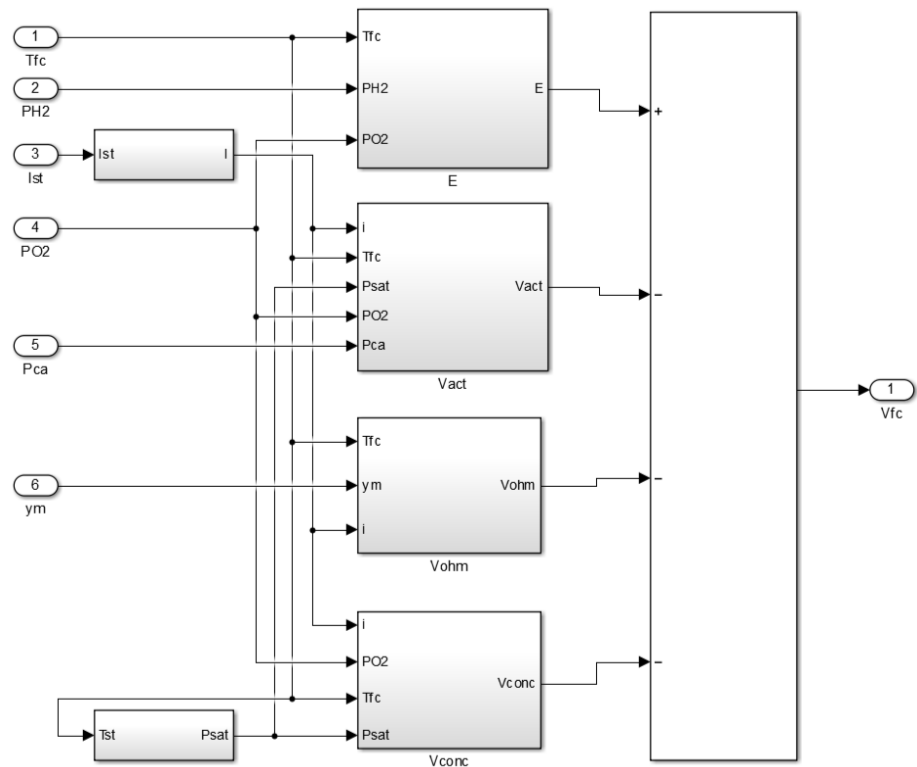 1
Tfc
2
PH2
3
Ist
4
PO2
5
Pca
6
ym
Ist I
Tst Psat
Tfc
PH2
PO2
E
E
i
Tfc
Psat
PO2
Pca
Vact
Vact
Tfc
ym
i
Vohm
Vohm
i
PO2
Tfc
Psat
Vconc
Vconc
+
−
−
−
1
Vfc